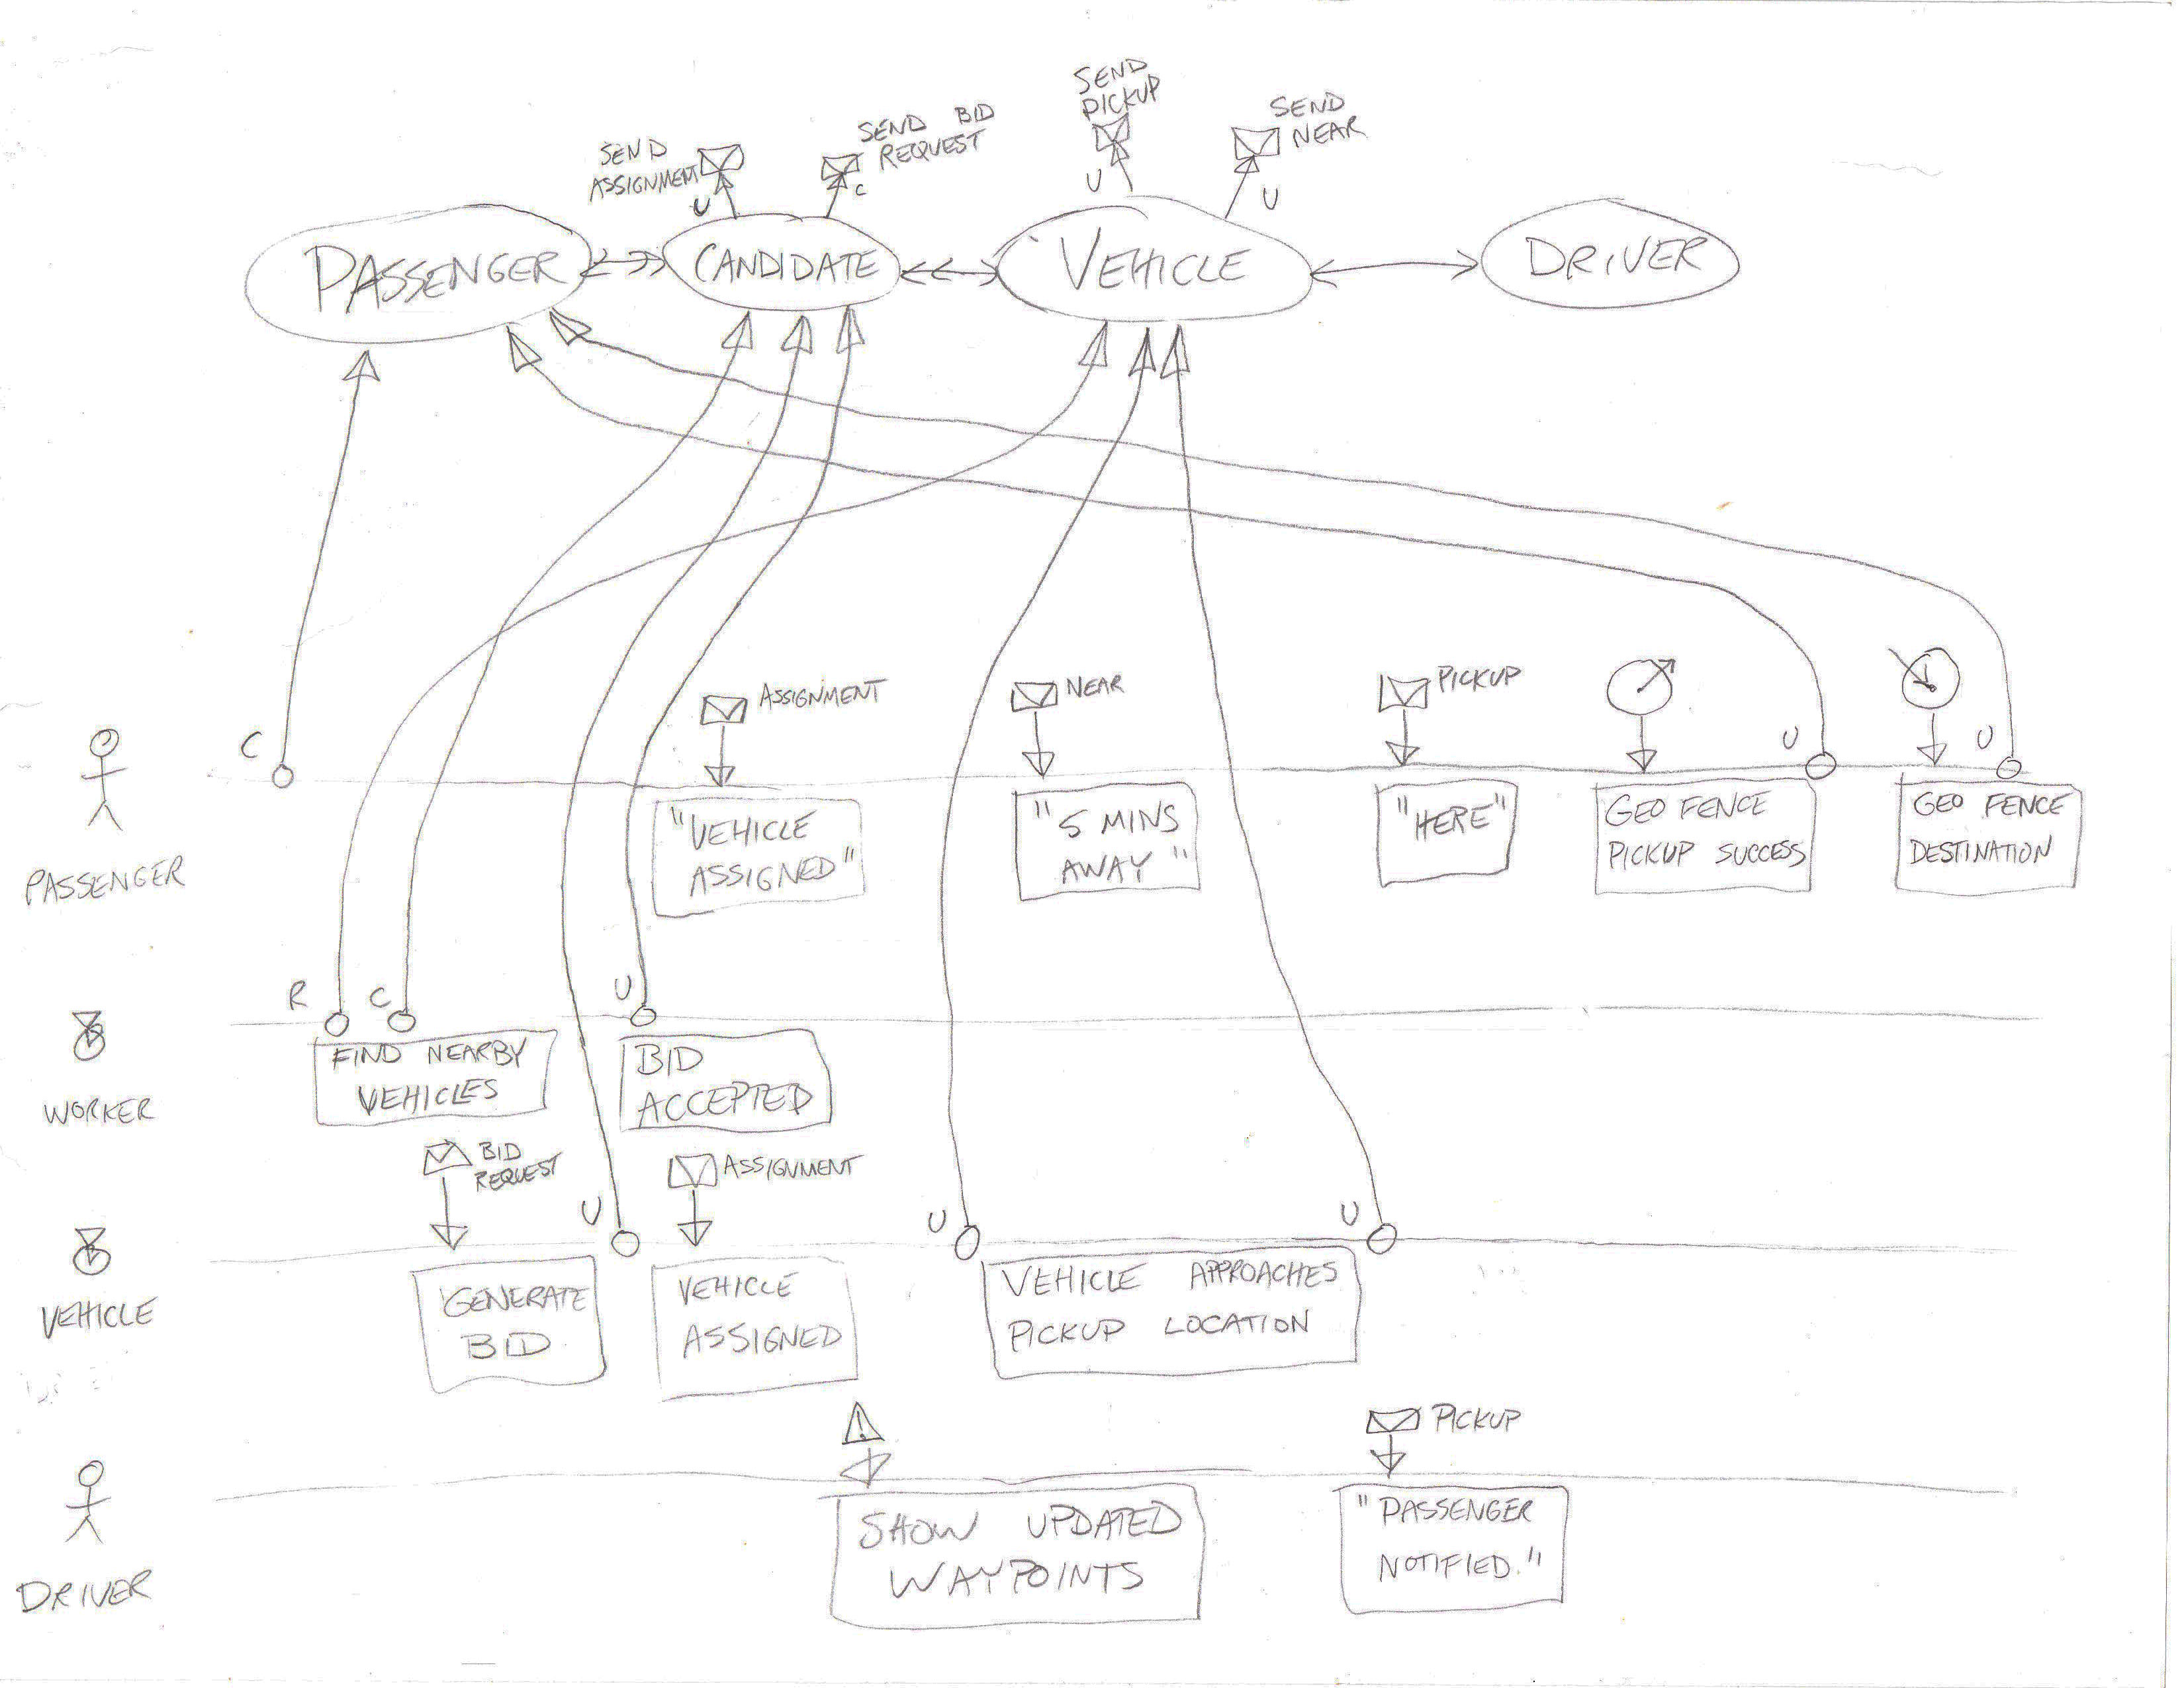 SEND
PICKUP
SEND
NEAR
SEND BID
REQUEST
SEND
ASSIGNMENT
U
C
U
U
PASSENGER
CANDIDATE
VEHICLE
DRIVER
ASSIGNMENT
NEAR
PICKUP
C
U
U
"VEHICLE
ASSIGNED"
"5 MINS
AWAY"
"HERE"
GEO FENCE
PICKUP SUCCESS
GEO FENCE
DESTINATION
PASSENGER
R
C
U
FIND NEARBY
VEHICLES
BID
ACCEPTED
WORKER
BID
REQUEST
ASSIGNMENT
U
U
U
GENERATE
BID
VEHICLE
ASSIGNED
VEHICLE APPROACHES
PICKUP LOCATION
VEHICLE
!
PICKUP
SHOW UPDATED
WAYPOINTS
"PASSENGER
NOTIFIED."
DRIVER